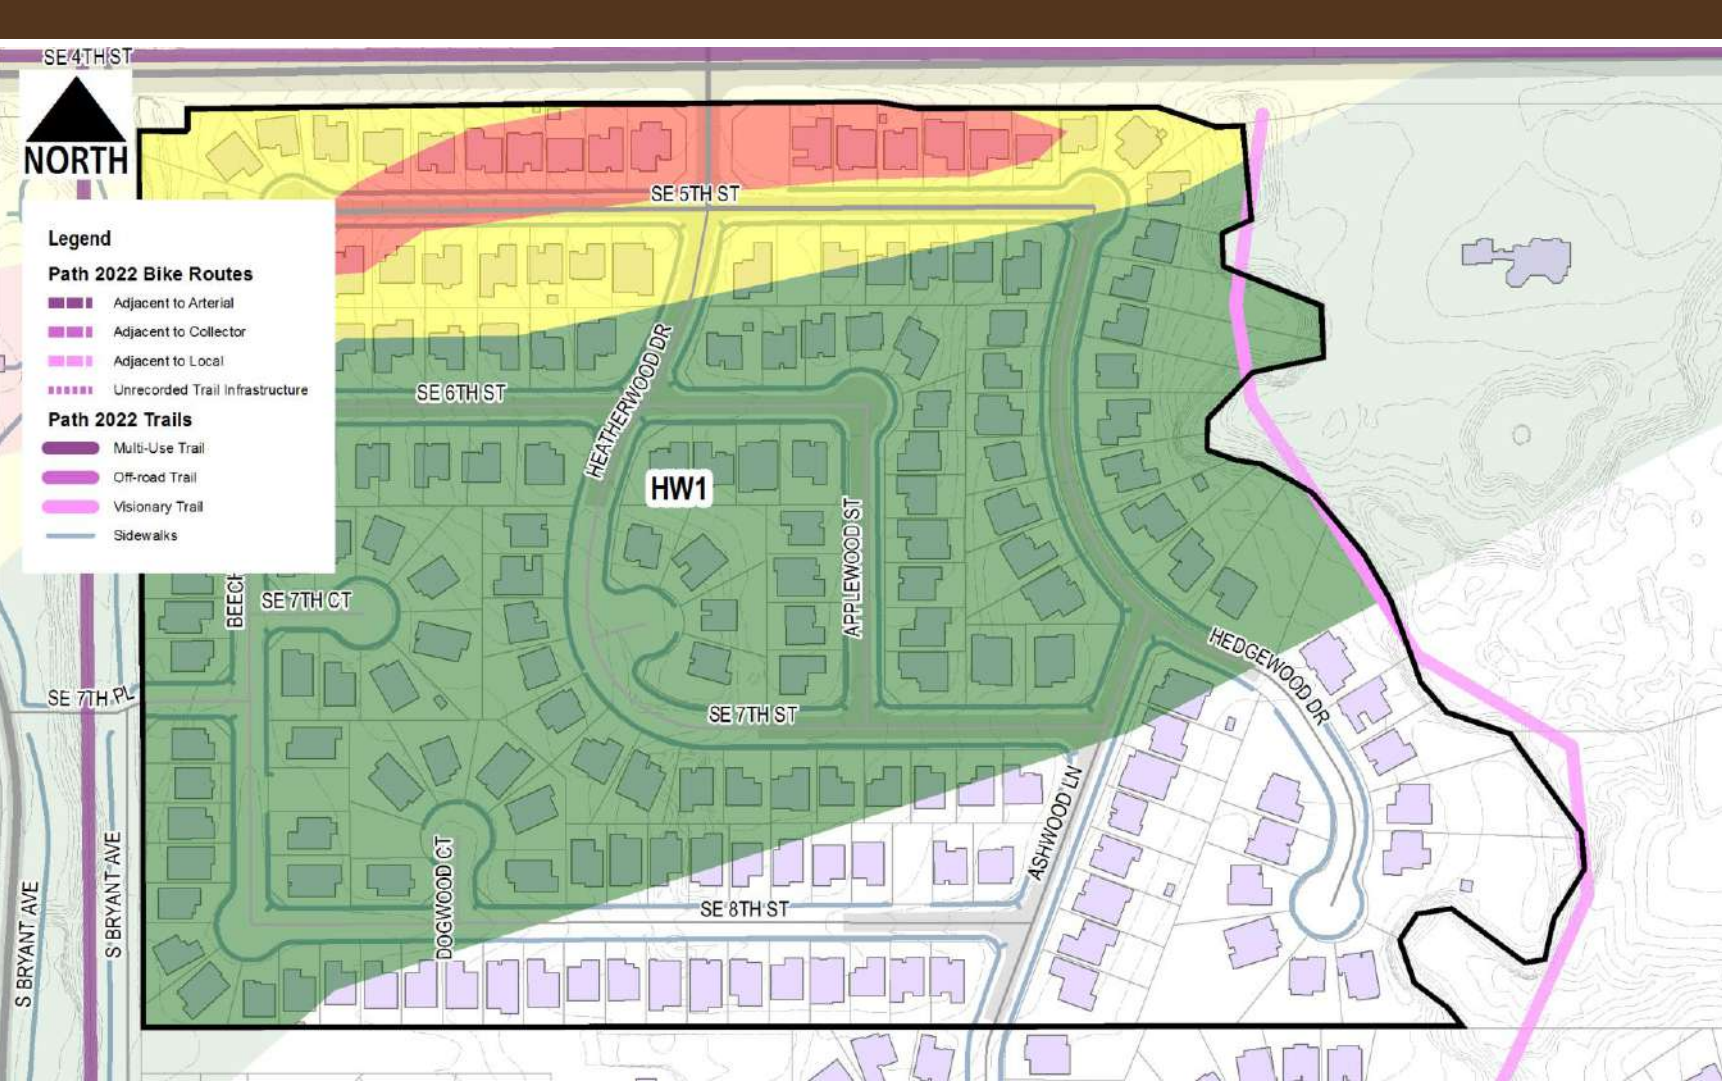 SE 4TH ST
NORTH
Legend
Path 2022 Bike Routes
Adjacent to Arterial
Adjacent to Collector
Adjacent to Local
Unrecorded Trail Infrastructure
Path 2022 Trails
Multi-Use Trail
Off-road Trail
Visionary Trail
Sidewalks
SE 5TH ST
HEATHERWOOD DR
SE 6TH ST
HW1
APPLEWOOD ST
BEECH
SE 7TH CT
HEDGEWOOD DR
SE 7TH PL
SE 7TH ST
ASHWOOD LN
DOGWOOD CT
SE 8TH ST
S BRYANT AVE
S BRYANT AVE